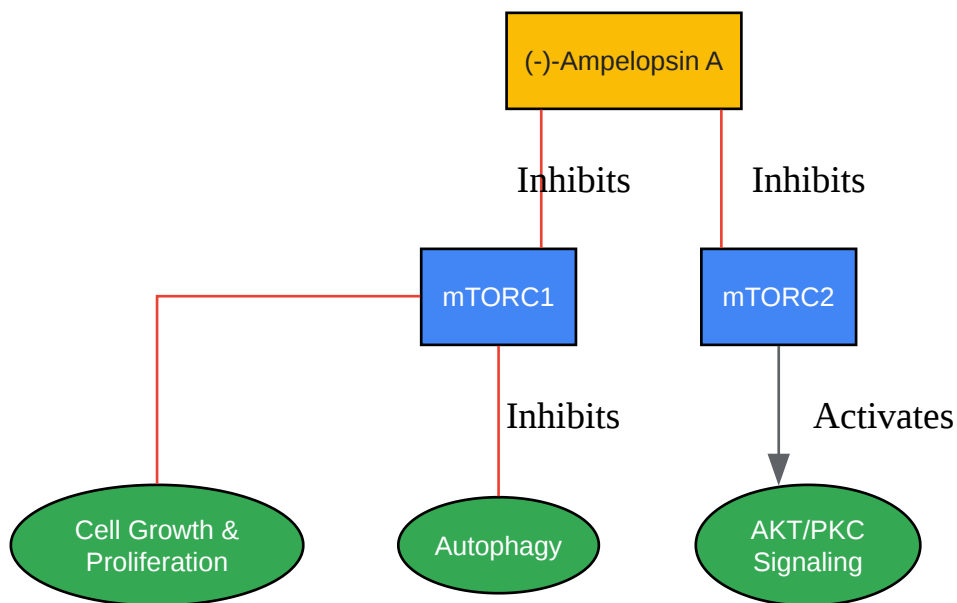 (-)-Ampelopsin A
Inhibits
Inhibits
mTORC1
mTORC2
Inhibits
Activates
Cell Growth &
Proliferation
Autophagy
AKT/PKC
Signaling